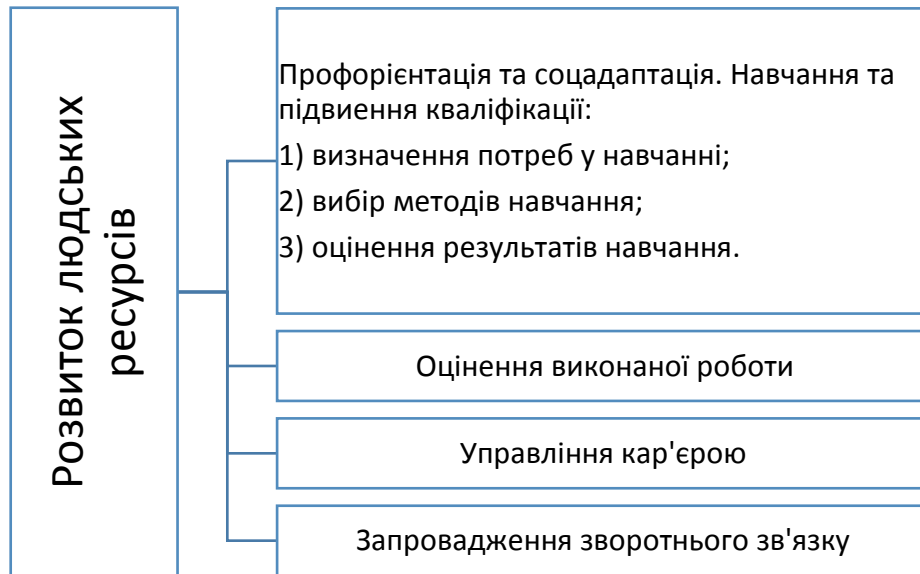 Розвиток людських
ресурсів
Профорієнтація та соцадаптація. Навчання та
підвиення кваліфікації:
1) визначення потреб у навчанні;
2) вибір методів навчання;
3) оцінення результатів навчання.
Оцінення виконаної роботи
Управління кар'єрою
Запровадження зворотнього зв'язку